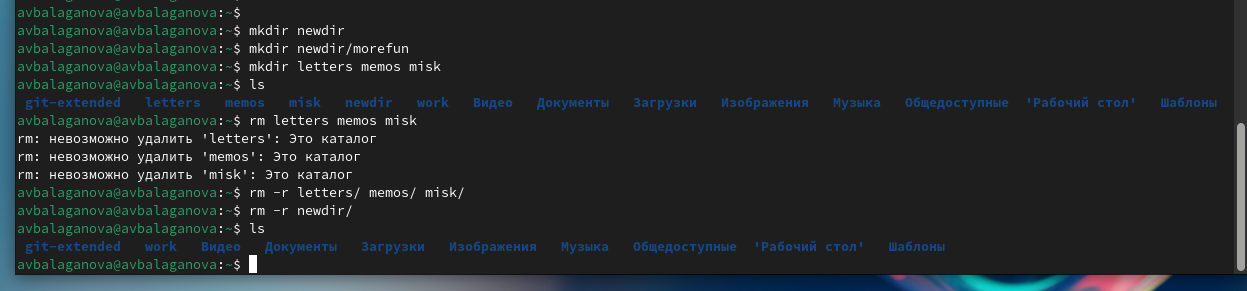 avbalaganova@avbalaganova:~$
avbalaganova@avbalaganova:~$ mkdir newdir
avbalaganova@avbalaganova:~$ mkdir newdir/morefun
avbalaganova@avbalaganova:~$ mkdir letters memos misk
avbalaganova@avbalaganova:~$ ls
git-extended letters memos misk newdir work Видео Документы Загрузки Изображения Музыка Общедоступные 'Рабочий стол' Шаблоны
avbalaganova@avbalaganova:~$ rm letters memos misk
rm: невозможно удалить 'letters': Это каталог
rm: невозможно удалить 'memos': Это каталог
rm: невозможно удалить 'misk': Это каталог
avbalaganova@avbalaganova:~$ rm -r letters/ memos/ misk/
avbalaganova@avbalaganova:~$ rm -r newdir/
avbalaganova@avbalaganova:~$ ls
git-extended work Видео Документы Загрузки Изображения Музыка Общедоступные 'Рабочий стол' Шаблоны
avbalaganova@avbalaganova:~$